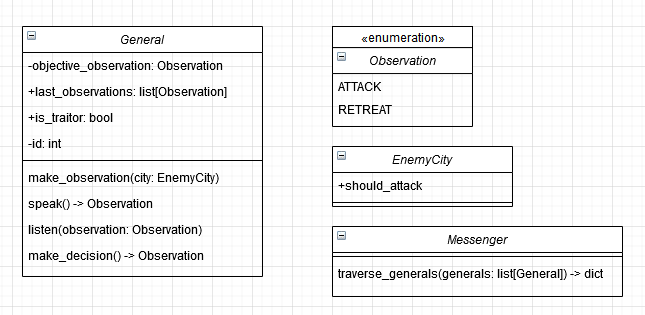 General
-objective_observation: Observation
+last_observations: list[Observation]
+is_traitor: bool
-id: int
make_observation(city: EnemyCity)
speak() -> Observation
listen(observation: Observation)
make_decision() -> Observation
«enumeration»
Observation
ATTACK
RETREAT
EnemyCity
+should_attack
Messenger
traverse_generals(generals: list[General]) -> dict